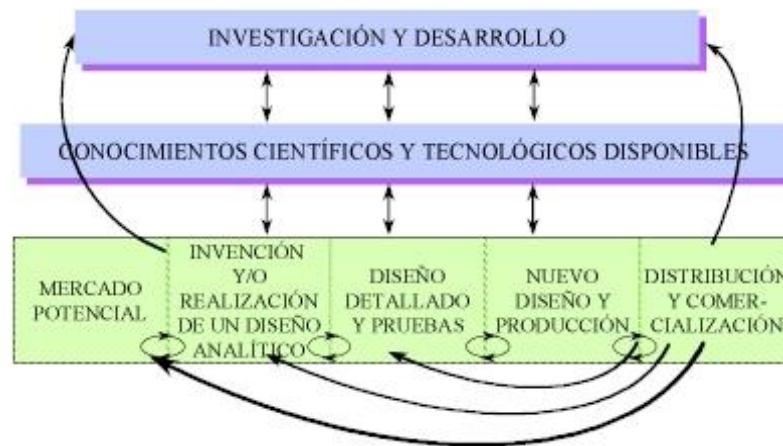 INVESTIGACIÓN Y DESARROLLO
CONOCIMIENTOS CIENTÍFICOS Y TECNOLÓGICOS DISPONIBLES
MERCADO
POTENCIAL
INVENCIÓN
Y/O
REALIZACIÓN
DE UN DISEÑO
ANALÍTICO
DISEÑO
DETALLADO
Y PRUEBAS
NUEVO
DISEÑO Y
PRODUCCIÓN
DISTRIBUCIÓN
Y COMER-
CIALIZACIÓN